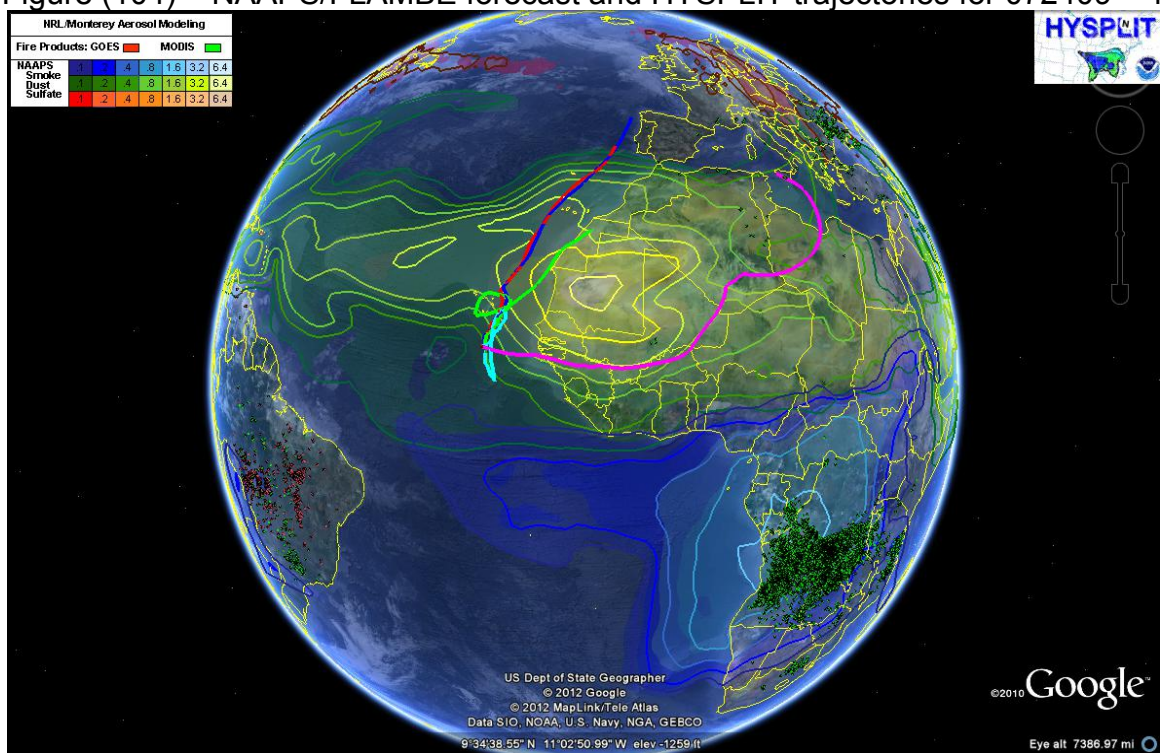 NRL/Monterey Aerosol Modeling
Fire Products: GOES MODIS
NAAPS
Smoke .1 .2 .4 .8 1.6 3.2 6.4
Dust .1 .2 .4 .8 1.6 3.2 6.4
Sulfate .1 .2 .4 .8 1.6 3.2 6.4
HYSPLIT
N
NOAA
US Dept of State Geographer
© 2012 Google
© 2012 MapLink/Tele Atlas
Data SIO, NOAA, U.S. Navy, NGA, GEBCO
©2010 Google
9°34'38.55" N 11°02'50.99" W elev -1259 ft
Eye alt 7386.97 mi